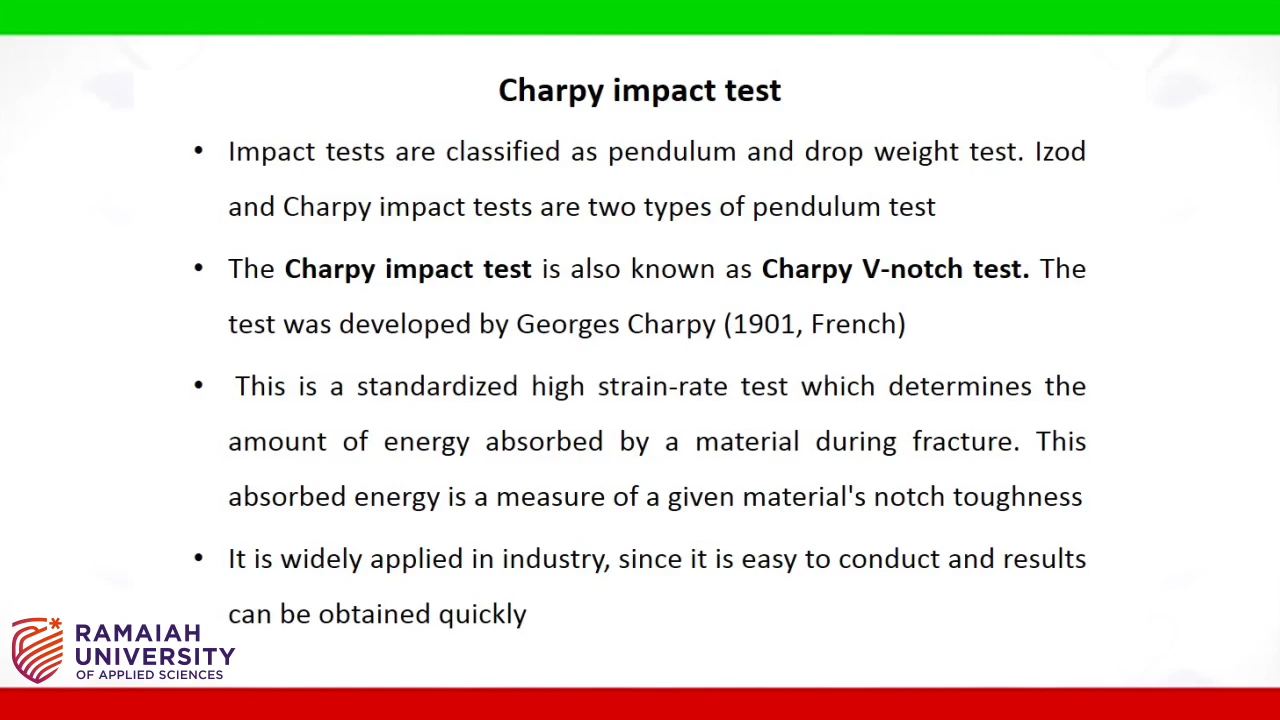 Charpy impact test
• Impact tests are classified as pendulum and drop weight test. Izod
and Charpy impact tests are two types of pendulum test
• The Charpy impact test is also known as Charpy V-notch test. The
test was developed by Georges Charpy (1901, French)
• This is a standardized high strain-rate test which determines the
amount of energy absorbed by a material during fracture. This
absorbed energy is a measure of a given material's notch toughness
• It is widely applied in industry, since it is easy to conduct and results
can be obtained quickly
RAMAIAH
UNIVERSITY
OF APPLIED SCIENCES